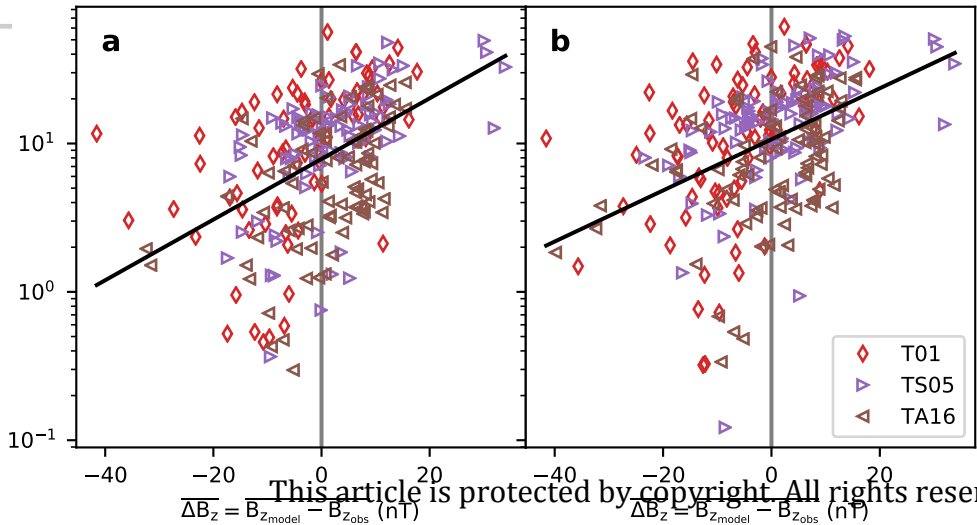 a
b
10¹
10⁰
10⁻¹
T01
TS05
TA16
−40 −20 0 20
−40 −20 0 20
This article is protected by copyright. All rights reser
ΔB_z = B_z_model − B_z_obs (nT)
ΔB_z = B_z_model − B_z_obs (nT)